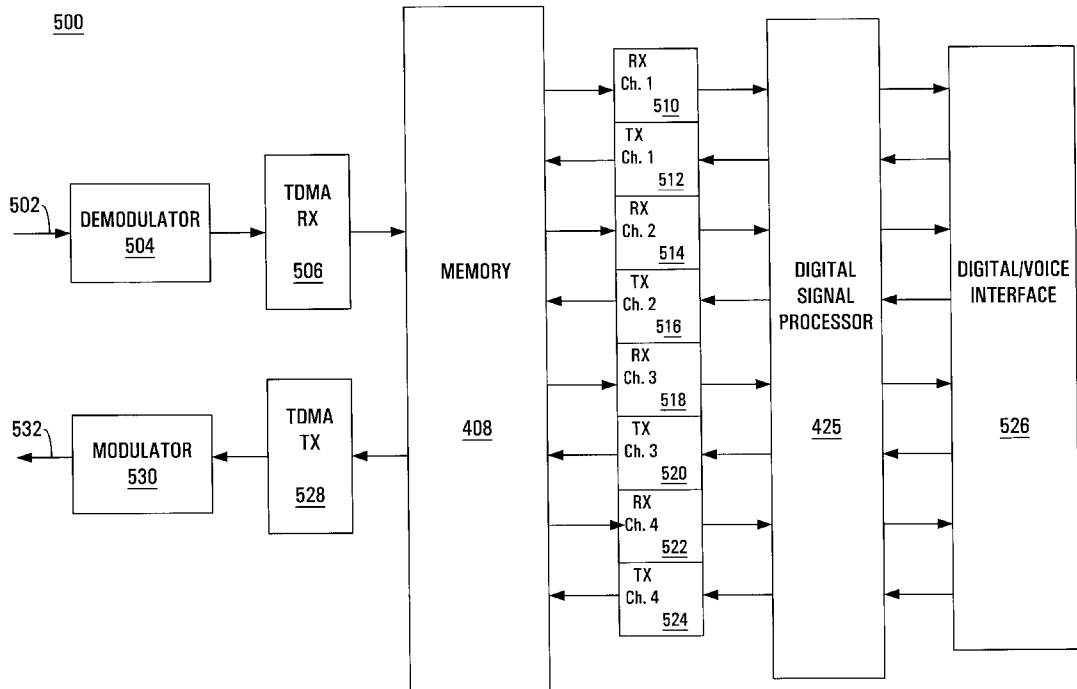 500
502
DEMODULATOR
504
TDMA
RX
506
532
MODULATOR
530
TDMA
TX
528
MEMORY
408
RX
Ch. 1
510
TX
Ch. 1
512
RX
Ch. 2
514
TX
Ch. 2
516
RX
Ch. 3
518
TX
Ch. 3
520
RX
Ch. 4
522
TX
Ch. 4
524
DIGITAL
SIGNAL
PROCESSOR
425
DIGITAL/VOICE
INTERFACE
526